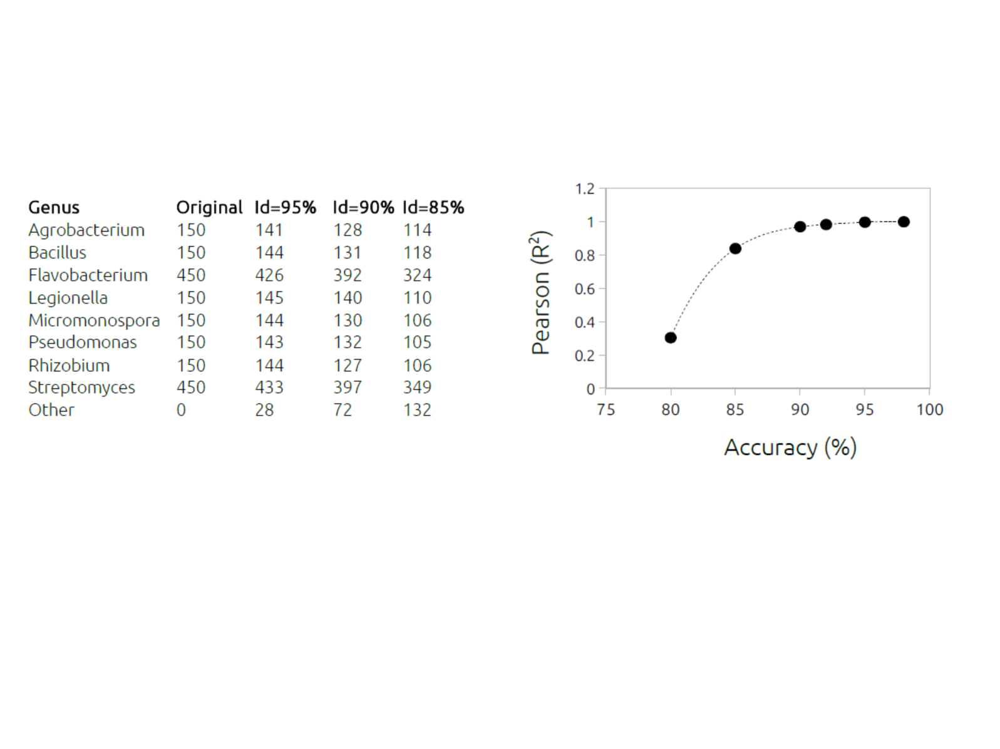 Genus Original Id=95% Id=90% Id=85%
Agrobacterium 150 141 128 114
Bacillus 150 144 131 118
Flavobacterium 450 426 392 324
Legionella 150 145 140 110
Micromonospora 150 144 130 106
Pseudomonas 150 143 132 105
Rhizobium 150 144 127 106
Streptomyces 450 433 397 349
Other 0 28 72 132
Pearson (R²)
1.2
1
0.8
0.6
0.4
0.2
0
75 80 85 90 95 100
Accuracy (%)